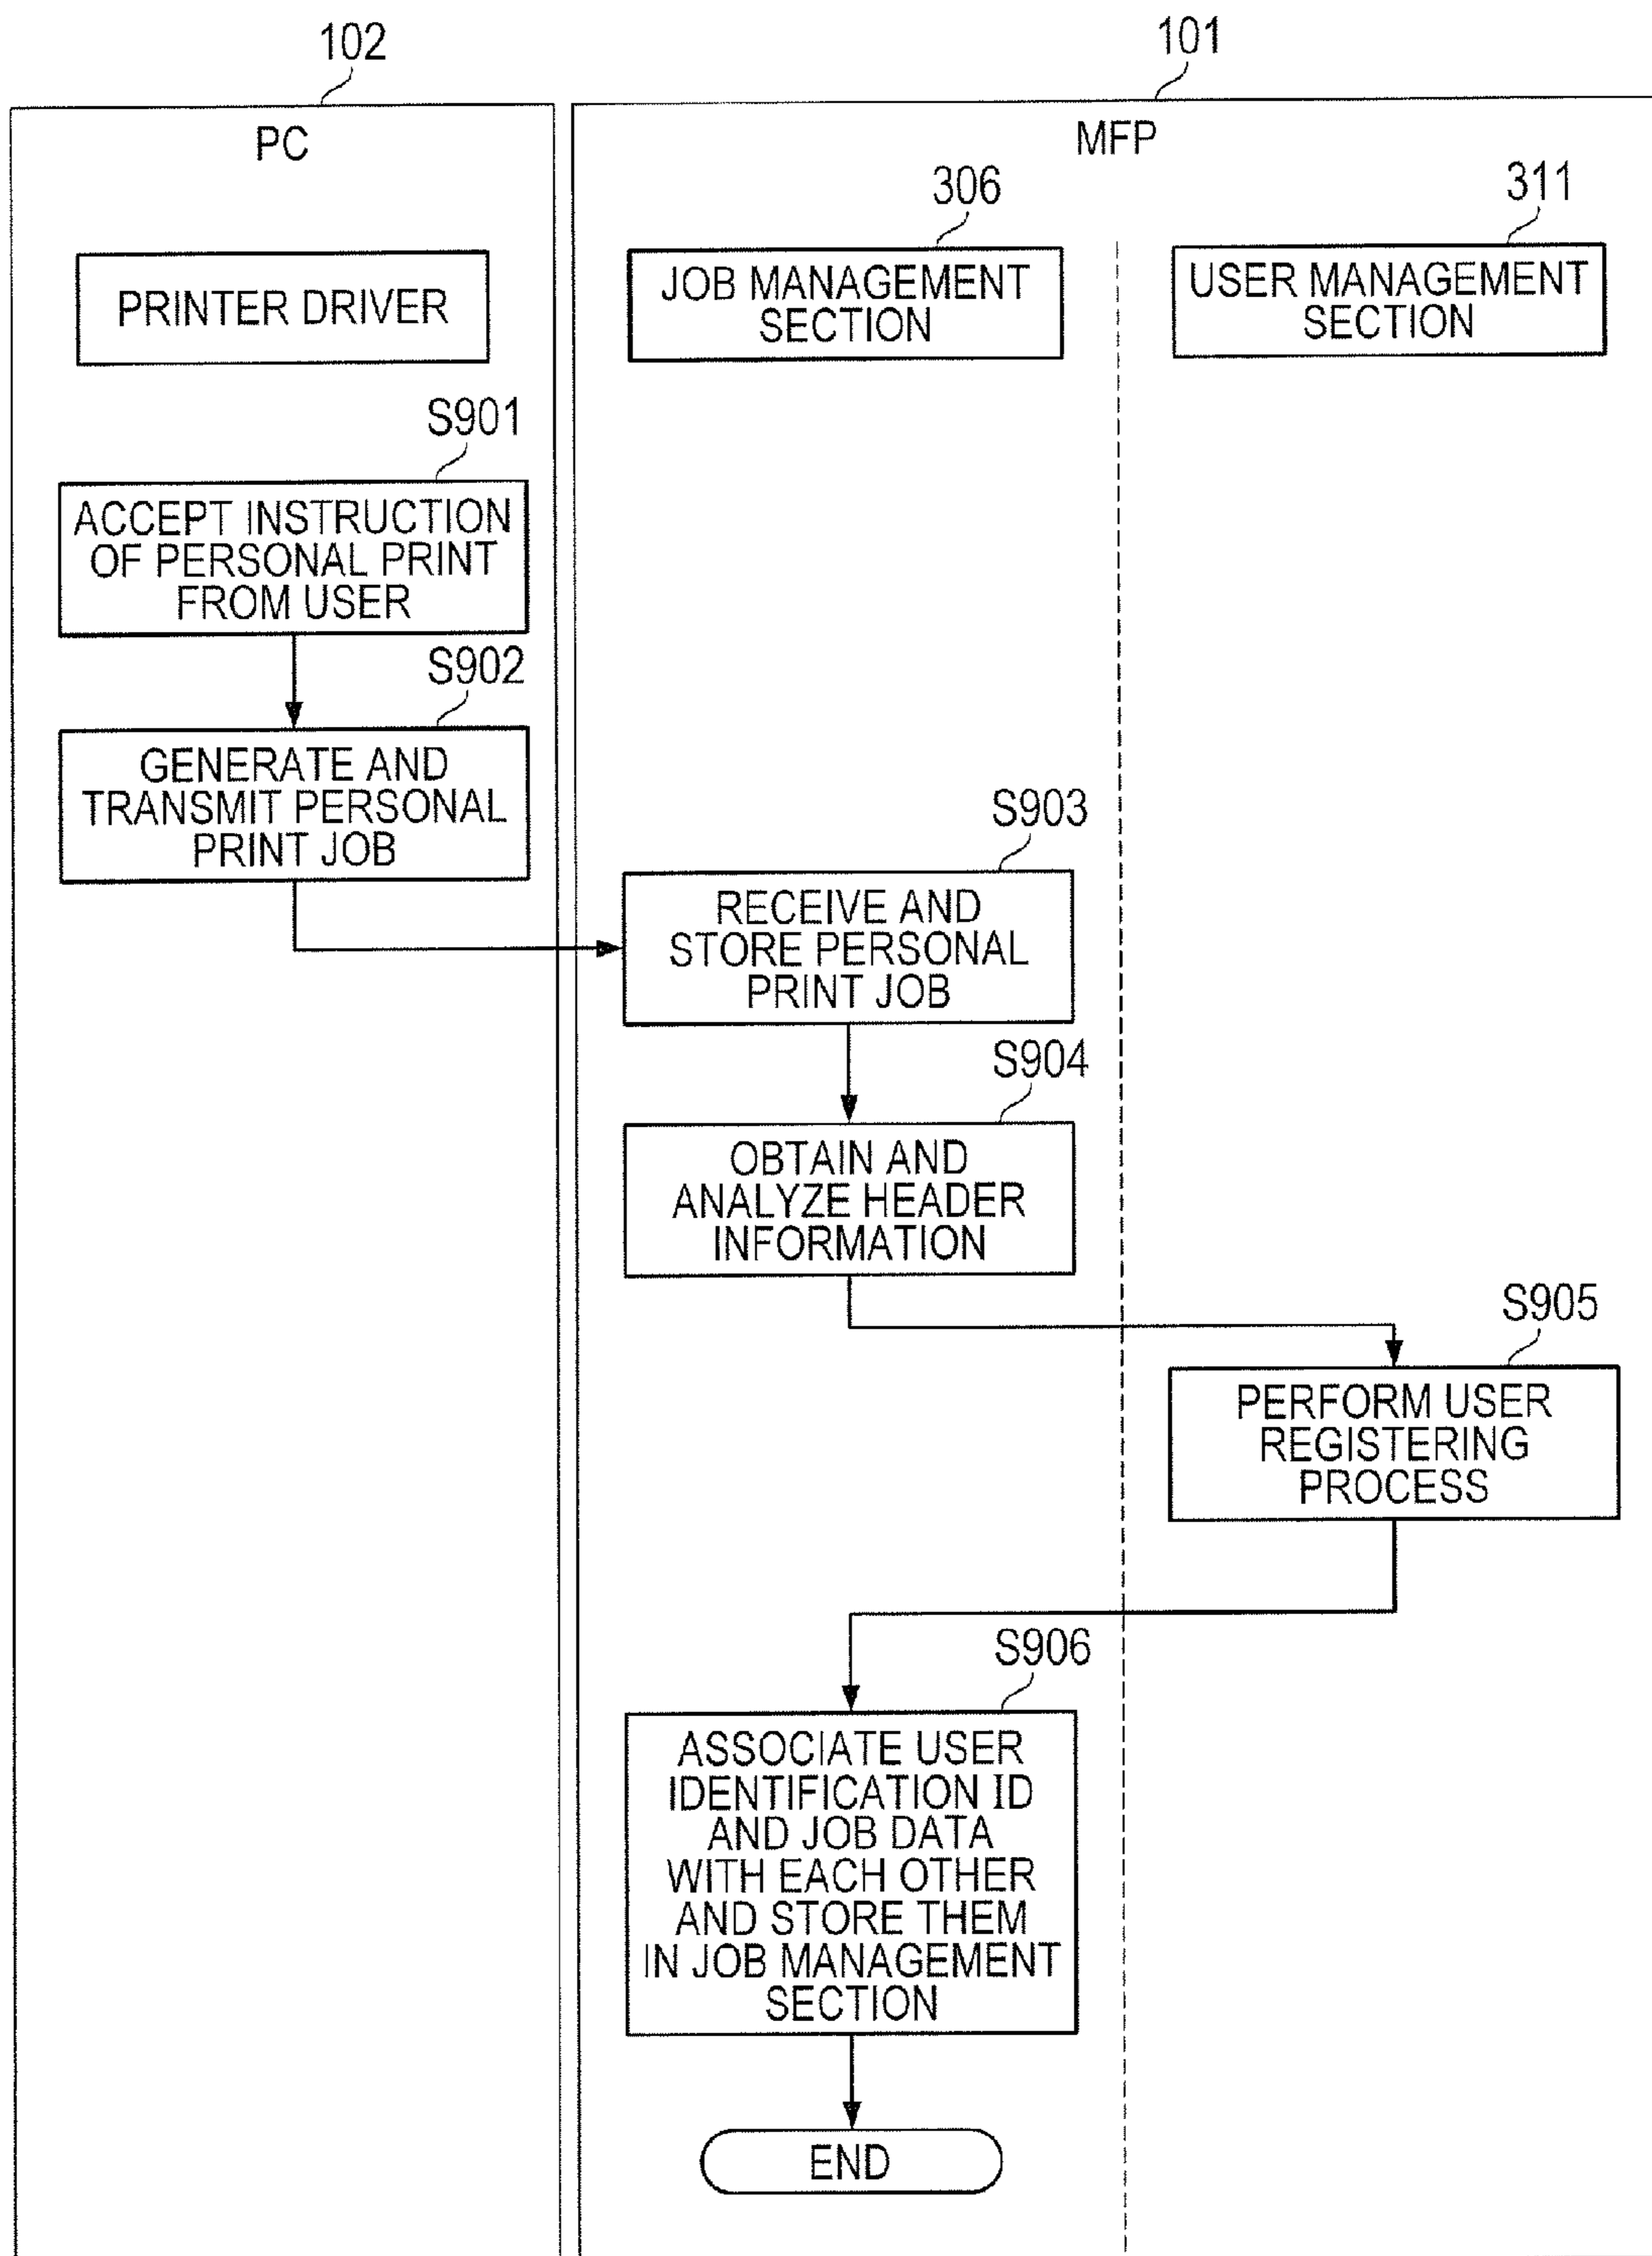 102
101
PC
MFP
306
311
PRINTER DRIVER
JOB MANAGEMENT
SECTION
USER MANAGEMENT
SECTION
S901
ACCEPT INSTRUCTION
OF PERSONAL PRINT
FROM USER
S902
GENERATE AND
TRANSMIT PERSONAL
PRINT JOB
S903
RECEIVE AND
STORE PERSONAL
PRINT JOB
S904
OBTAIN AND
ANALYZE HEADER
INFORMATION
S905
PERFORM USER
REGISTERING
PROCESS
S906
ASSOCIATE USER
IDENTIFICATION ID
AND JOB DATA
WITH EACH OTHER
AND STORE THEM
IN JOB MANAGEMENT
SECTION
END